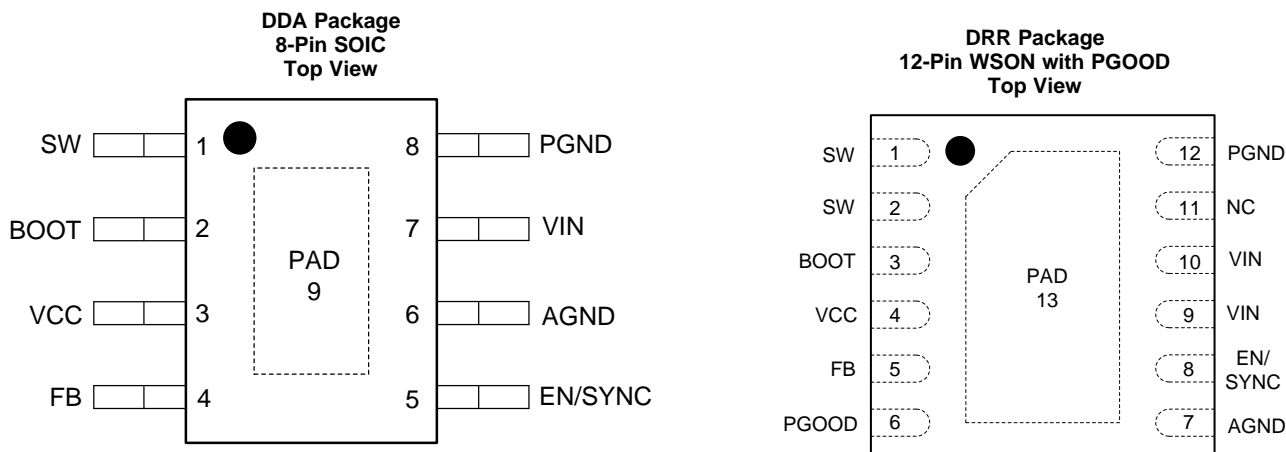 DDA Package
8-Pin SOIC
Top View
SW 1 8 PGND
BOOT 2 7 VIN
PAD
9
VCC 3 6 AGND
FB 4 5 EN/SYNC
DRR Package
12-Pin WSON with PGOOD
Top View
SW 1 12 PGND
SW 2 11 NC
BOOT 3 10 VIN
PAD
13
VCC 4 9 VIN
FB 5 8 EN/
SYNC
PGOOD 6 7 AGND